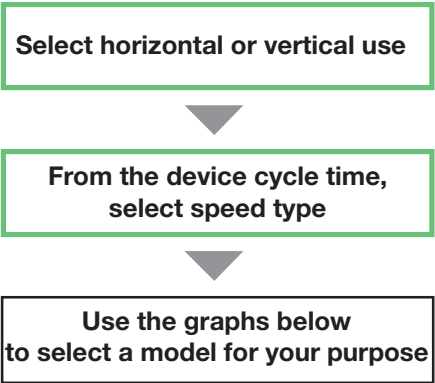 Select horizontal or vertical use
From the device cycle time,
select speed type
Use the graphs below
to select a model for your purpose